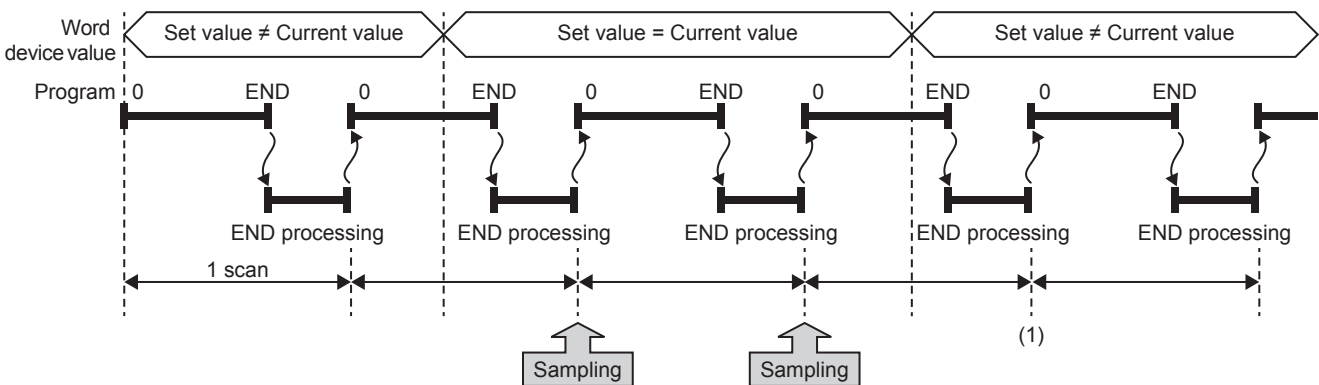 Word
device value
Set value ≠ Current value
Set value = Current value
Set value ≠ Current value
Program
0 END 0 END 0 END 0 END 0 END
END processing END processing END processing END processing END processing
1 scan
(1)
Sampling Sampling